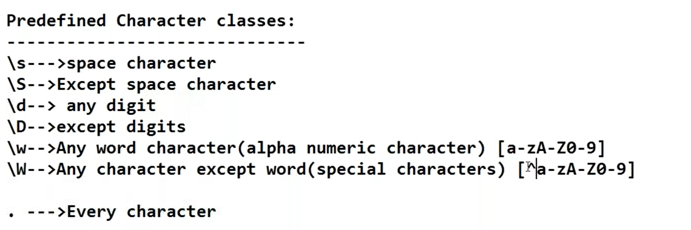 Predefined Character classes:
------------------------------
\s--->space character
\S-->Except space character
\d--> any digit
\D-->except digits
\w-->Any word character(alpha numeric character) [a-zA-Z0-9]
\W-->Any character except word(special characters) [^a-zA-Z0-9]
. --->Every character